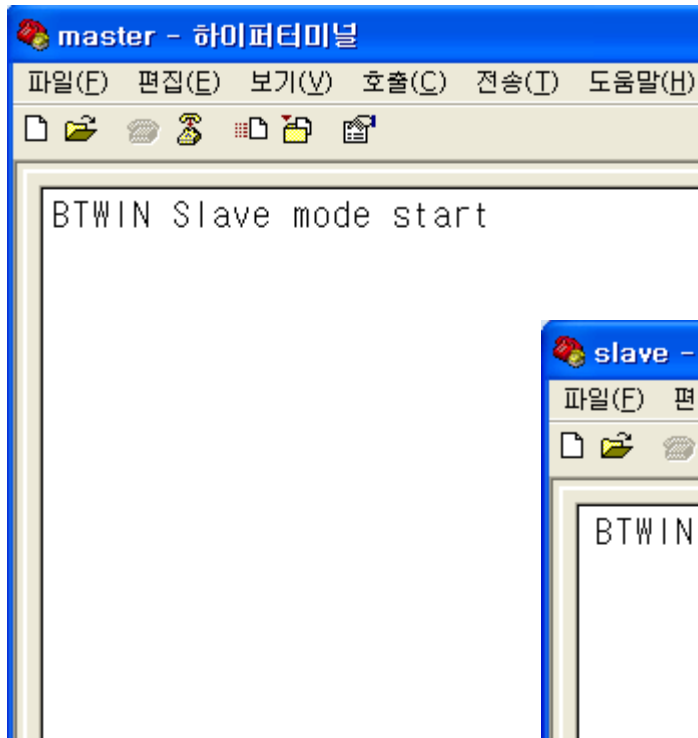 master - 하이퍼터미널
파일(F) 편집(E) 보기(V) 호출(C) 전송(T) 도움말(H)
BTWIN Slave mode start
slave -
파일(F) 편
BTWIN